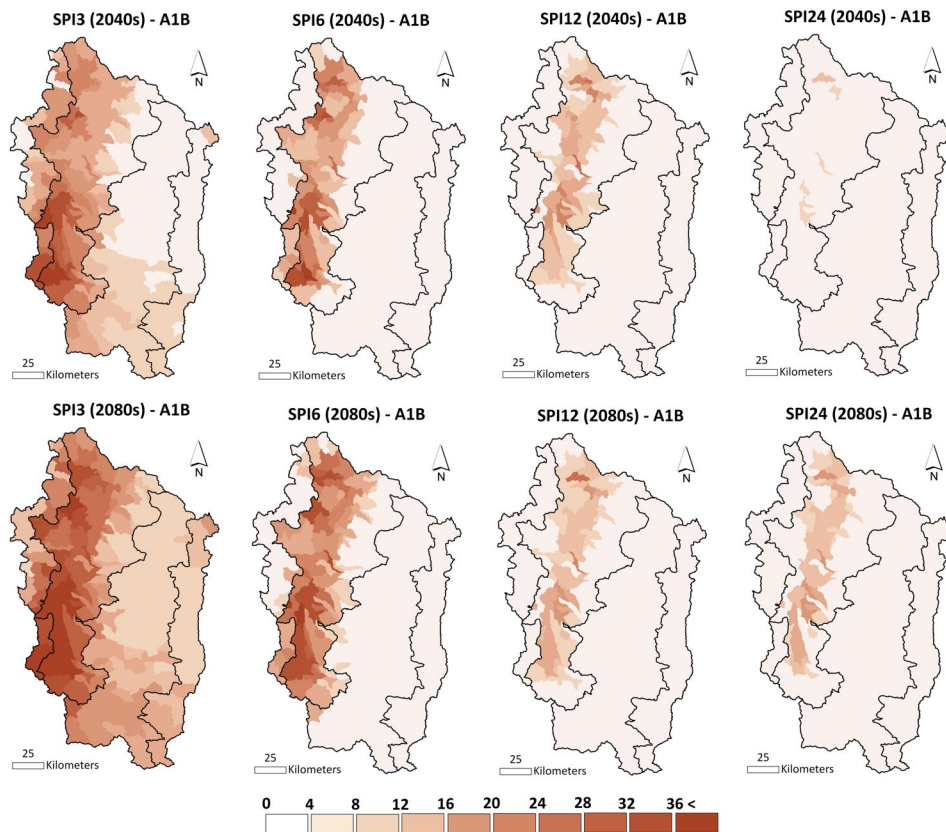 SPI3 (2040s) - A1B
SPI6 (2040s) - A1B
SPI12 (2040s) - A1B
SPI24 (2040s) - A1B
N
N
N
N
25
Kilometers
25
Kilometers
25
Kilometers
25
Kilometers
SPI3 (2080s) - A1B
SPI6 (2080s) - A1B
SPI12 (2080s) - A1B
SPI24 (2080s) - A1B
N
N
N
N
25
Kilometers
25
Kilometers
25
Kilometers
25
Kilometers
0 4 8 12 16 20 24 28 32 36 <